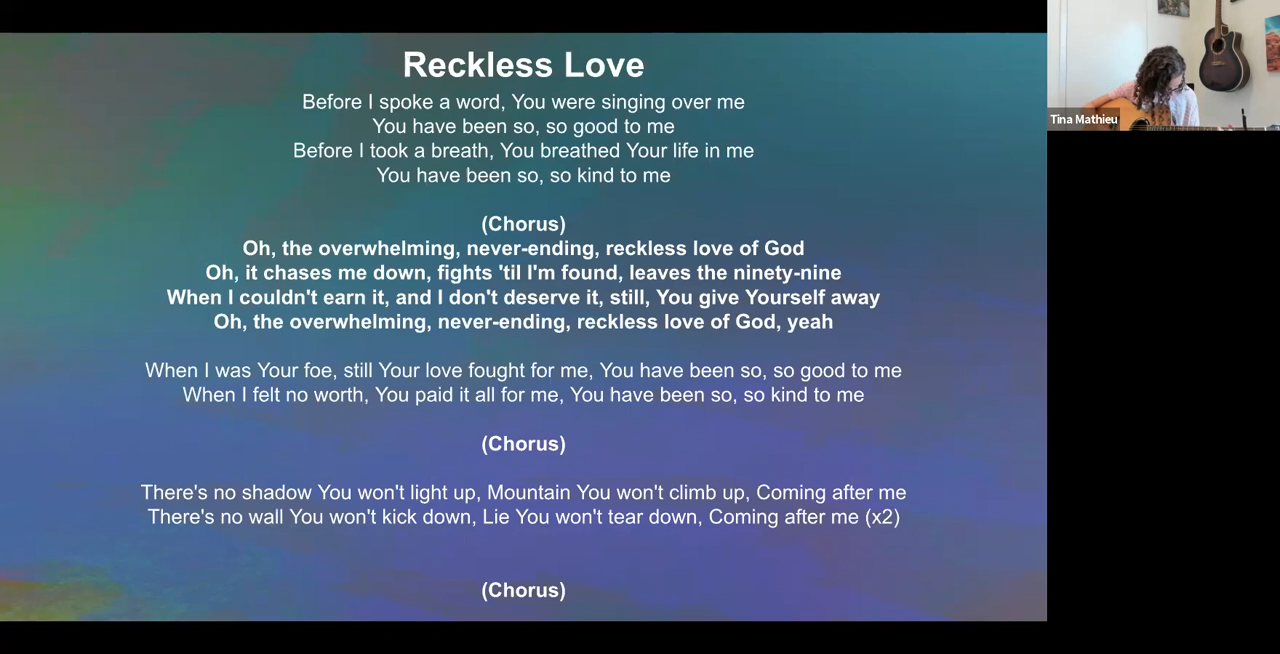 Reckless Love
Before I spoke a word, You were singing over me
You have been so, so good to me
Before I took a breath, You breathed Your life in me
You have been so, so kind to me
(Chorus)
Oh, the overwhelming, never-ending, reckless love of God
Oh, it chases me down, fights 'til I'm found, leaves the ninety-nine
When I couldn't earn it, and I don't deserve it, still, You give Yourself away
Oh, the overwhelming, never-ending, reckless love of God, yeah
When I was Your foe, still Your love fought for me, You have been so, so good to me
When I felt no worth, You paid it all for me, You have been so, so kind to me
(Chorus)
There's no shadow You won't light up, Mountain You won't climb up, Coming after me
There's no wall You won't kick down, Lie You won't tear down, Coming after me (x2)
(Chorus)
Tina Mathieu